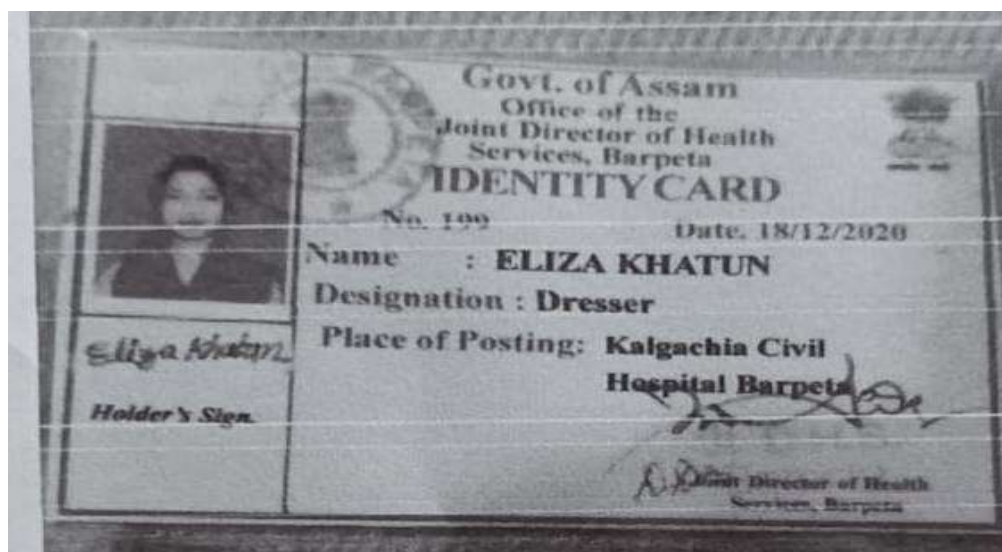 Govt. of Assam
Office of the
Joint Director of Health
Services, Barpeta
IDENTITY CARD
No. 199
Date. 18/12/2020
Name : ELIZA KHATUN
Designation : Dresser
Place of Posting: Kalgachia Civil
Hospital Barpeta
Eliza Khatun
Holder's Sign.
Joint Director of Health
Services, Barpeta